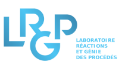 LRGP
LABORATOIRE
RÉACTIONS
ET GÉNIE
DES PROCÉDÉS